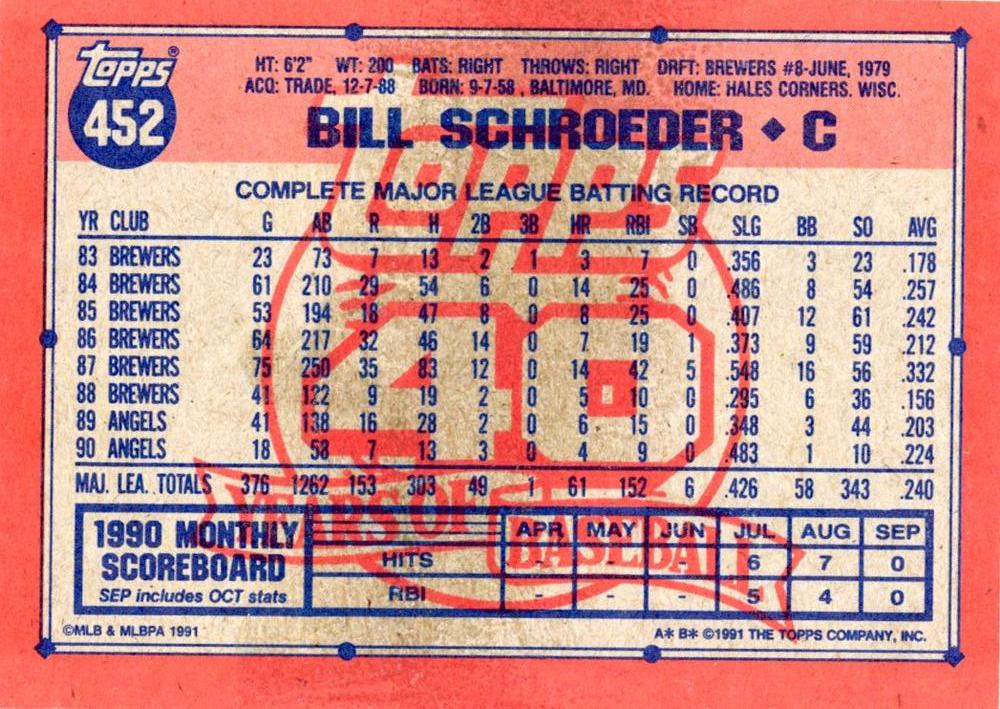 TOPPS®
452
HT: 6'2" WT: 200 BATS: RIGHT THROWS: RIGHT DRFT: BREWERS #8-JUNE, 1979
ACQ: TRADE, 12-7-88 BORN: 9-7-58 , BALTIMORE, MD. HOME: HALES CORNERS. WISC.
BILL SCHROEDER ◆ C
TOPPS
40
YEARS OF
BASEBALL
COMPLETE MAJOR LEAGUE BATTING RECORD
YR CLUB G AB R H 2B 3B HR RBI SB SLG BB SO AVG
83 BREWERS 23 73 7 13 2 1 3 7 0 .356 3 23 .178
84 BREWERS 61 210 29 54 6 0 14 25 0 .486 8 54 .257
85 BREWERS 53 194 18 47 8 0 8 25 0 .407 12 61 .242
86 BREWERS 64 217 32 46 14 0 7 19 1 .373 9 59 .212
87 BREWERS 75 250 35 83 12 0 14 42 5 .548 16 56 .332
88 BREWERS 41 122 9 19 2 0 5 10 0 .295 6 36 .156
89 ANGELS 41 138 16 28 2 0 6 15 0 .348 3 44 .203
90 ANGELS 18 58 7 13 3 0 4 9 0 .483 1 10 .224
MAJ. LEA. TOTALS 376 1262 153 303 49 1 61 152 6 .426 58 343 .240
1990 MONTHLY
SCOREBOARD
SEP includes OCT stats
APR MAY JUN JUL AUG SEP
HITS - - - 6 7 0
RBI - - - 5 4 0
©MLB & MLBPA 1991
A* B* ©1991 THE TOPPS COMPANY, INC.